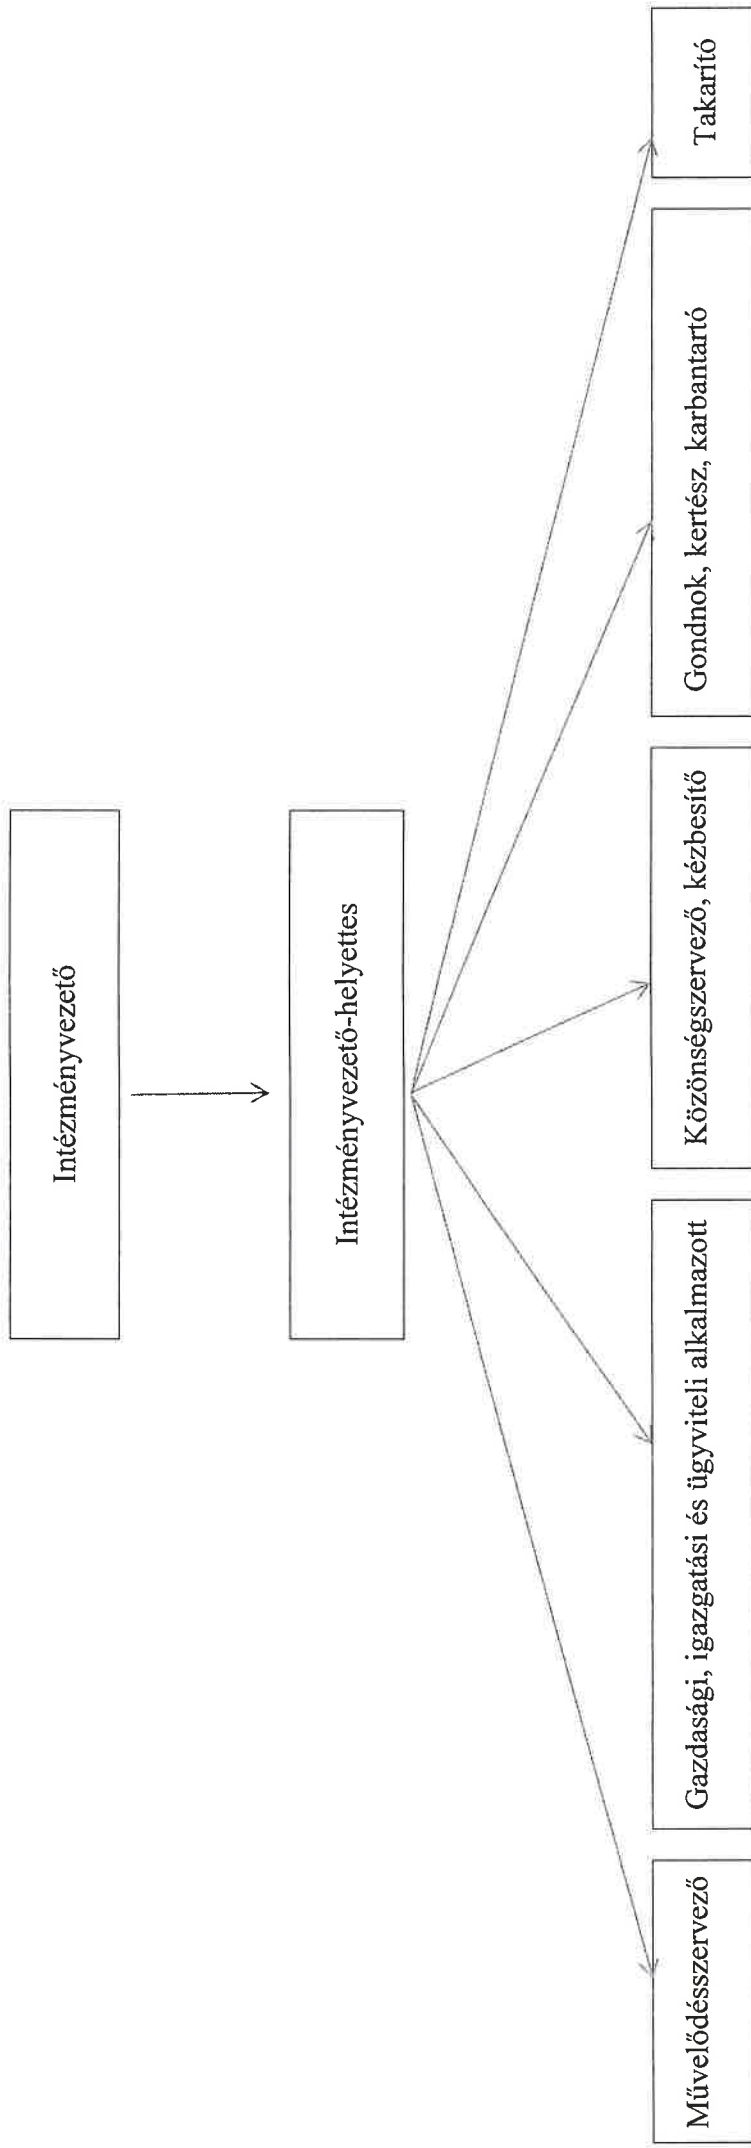 Intézményvezető
Intézményvezető-helyettes
Művelődésszervező
Gazdasági, igazgatási és ügyviteli alkalmazott
Közönségszervező, kézbesítő
Gondnok, kertész, karbantartó
Takarító